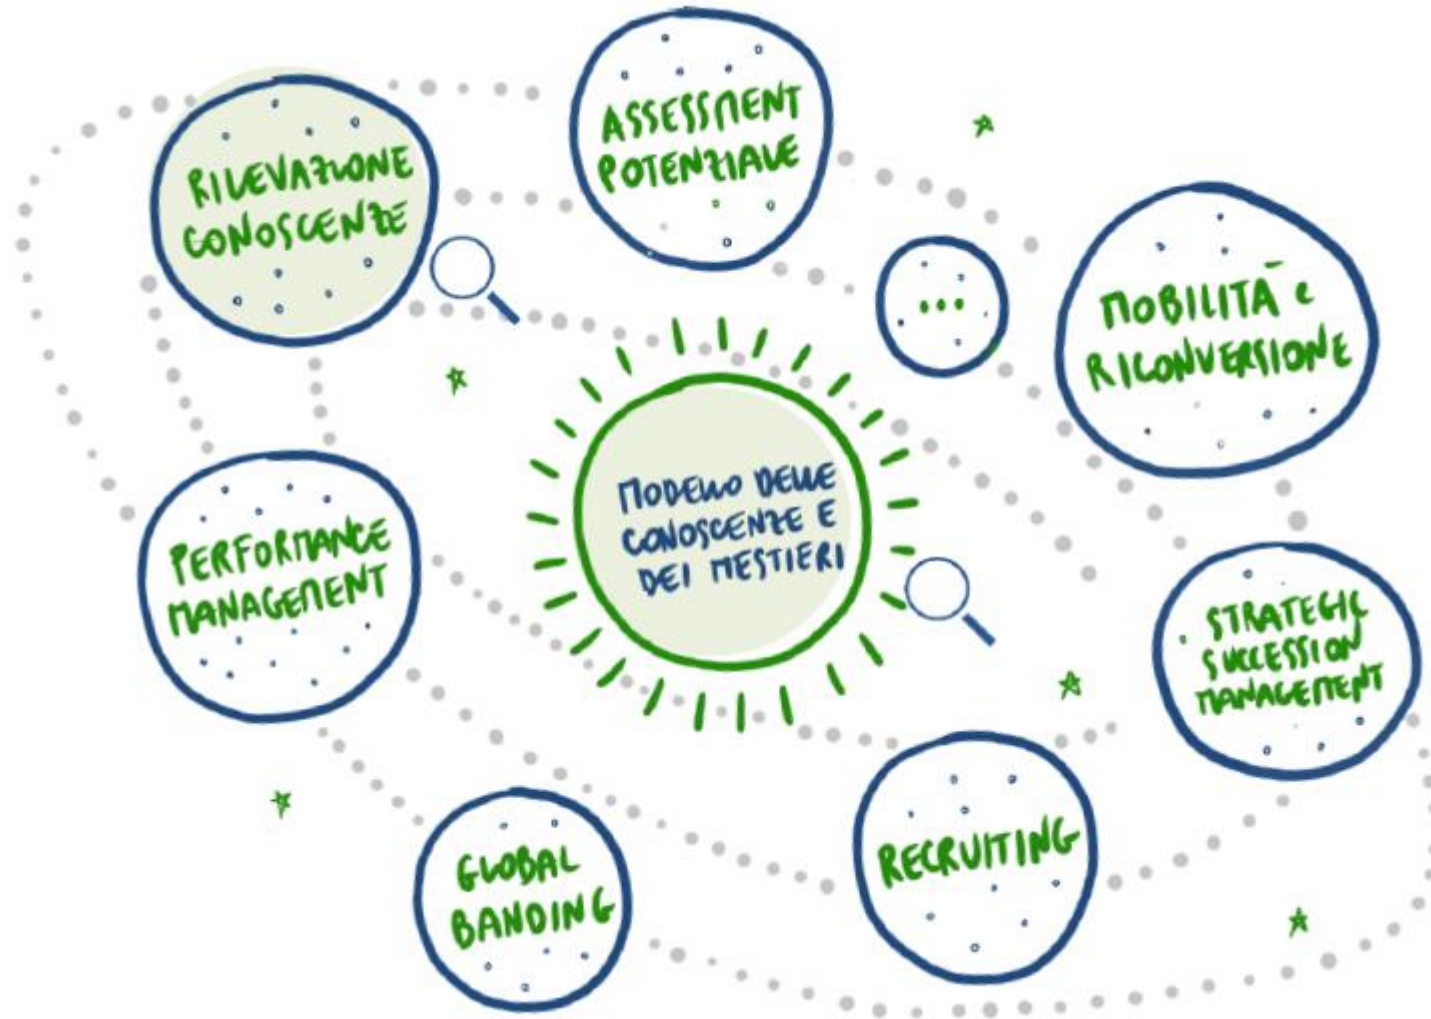 ASSESSMENT
POTENZIALE
RILEVAZIONE
CONOSCENZE
...
MOBILITÀ e
RICONVERSIONE
MODELLO DELLE
CONOSCENZE E
DEI MESTIERI
PERFORMANCE
MANAGEMENT
STRATEGIC
SUCCESSION
MANAGEMENT
RECRUITING
GLOBAL
BANDING